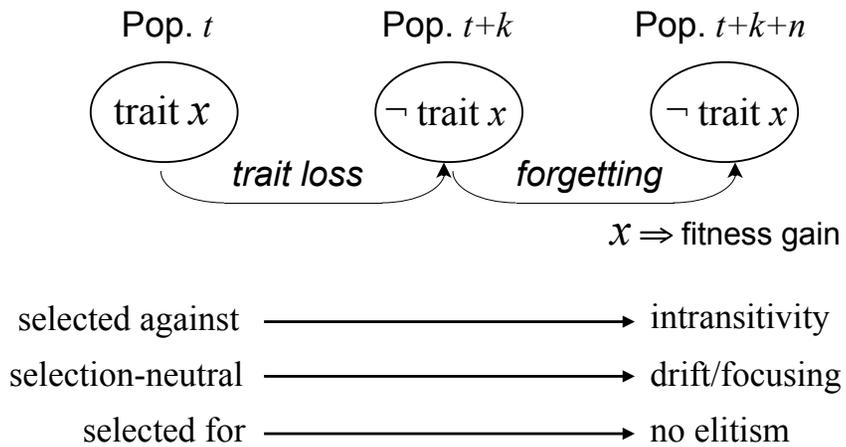 Pop. t Pop. t+k Pop. t+k+n
trait x ¬ trait x ¬ trait x
trait loss forgetting
x ⇒ fitness gain
selected against intransitivity
selection-neutral drift/focusing
selected for no elitism